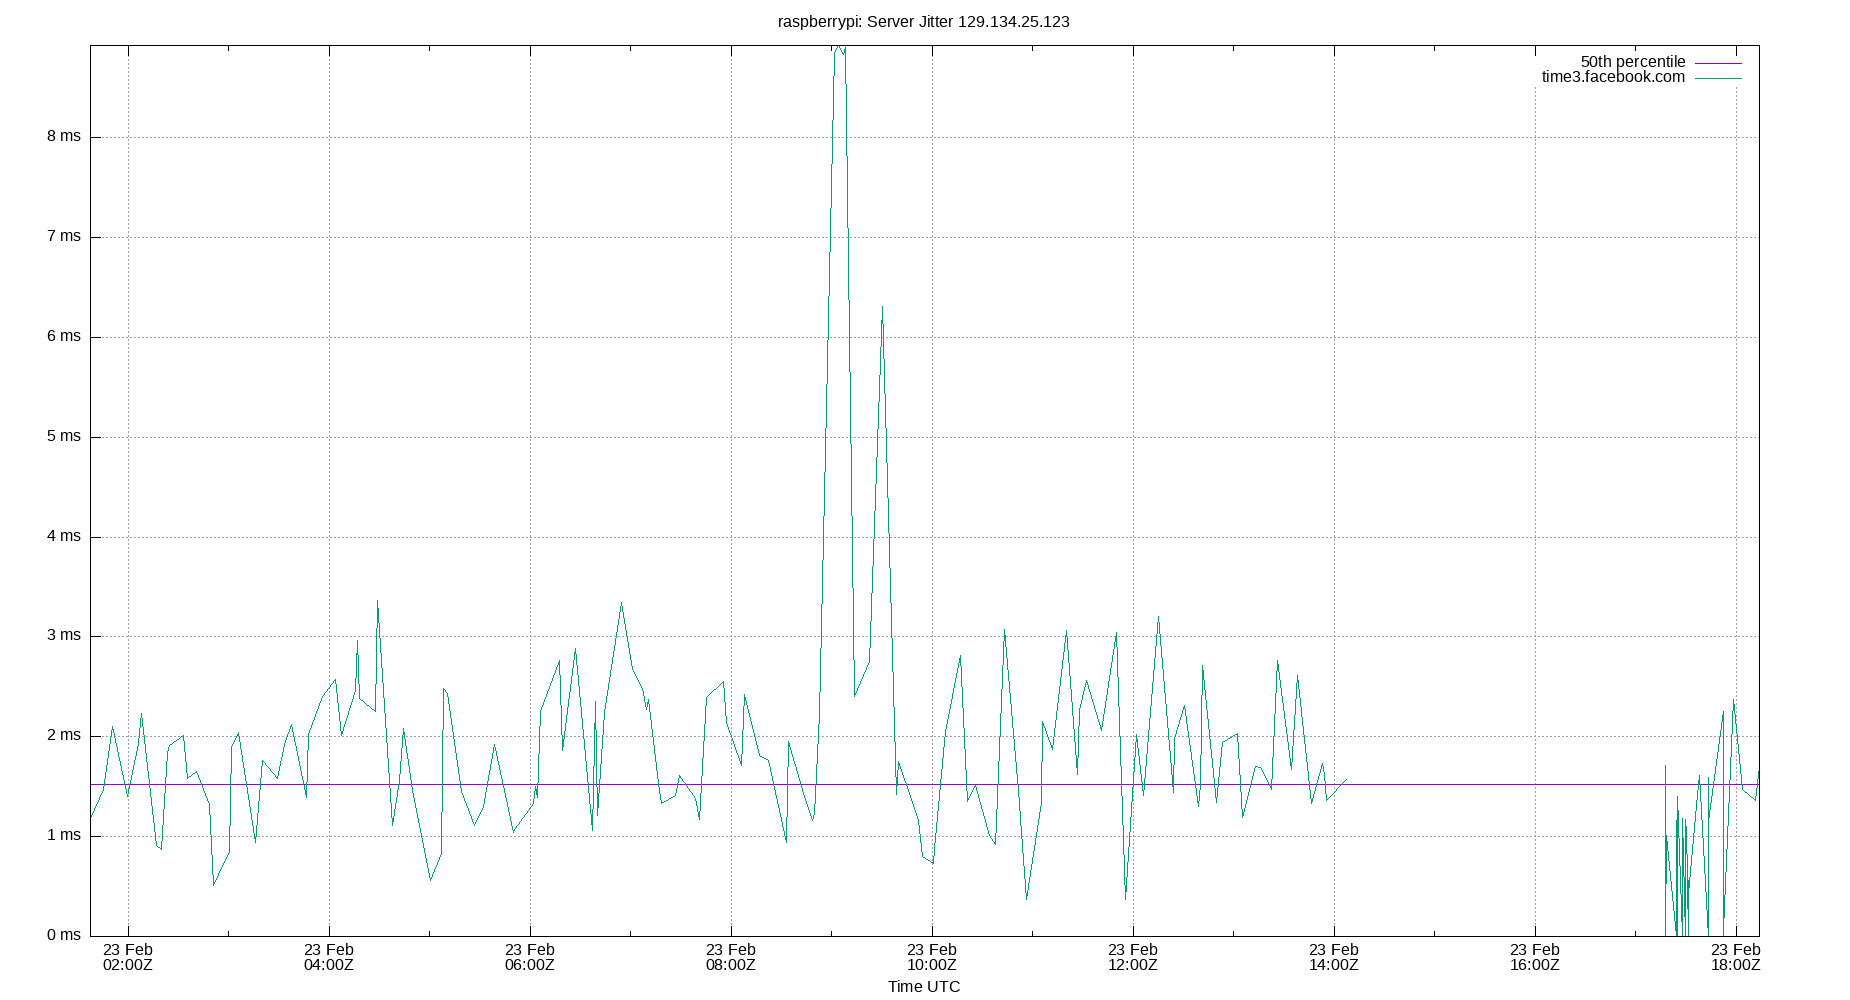 raspberrypi: Server Jitter 129.134.25.123
50th percentile
time3.facebook.com
8 ms
7 ms
6 ms
5 ms
4 ms
3 ms
2 ms
1 ms
0 ms
23 Feb 23 Feb 23 Feb 23 Feb 23 Feb 23 Feb 23 Feb 23 Feb 23 Feb
02:00Z 04:00Z 06:00Z 08:00Z 10:00Z 12:00Z 14:00Z 16:00Z 18:00Z
Time UTC